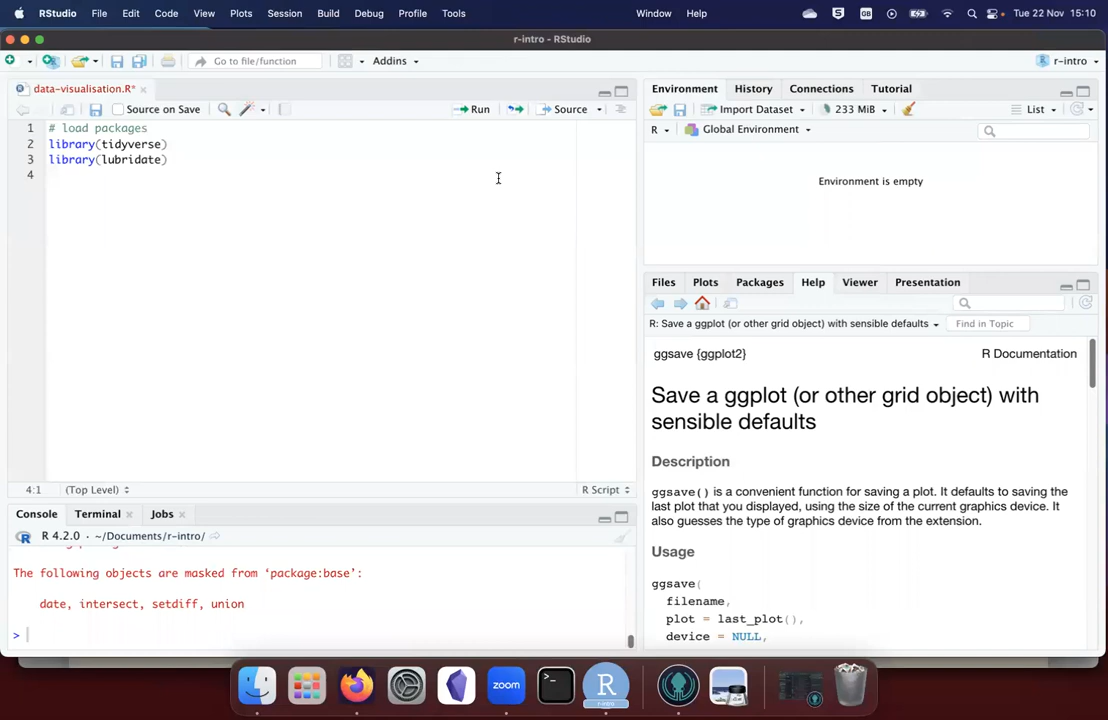 RStudio File Edit Code View Plots Session Build Debug Profile Tools Window Help GB Tue 22 Nov 15:10
r-intro - RStudio
Go to file/function Addins r-intro
data-visualisation.R*
Source on Save Run Source
1 # load packages
2 library(tidyverse)
3 library(lubridate)
4
4:1 (Top Level) R Script
Console Terminal Jobs
R 4.2.0 · ~/Documents/r-intro/
The following objects are masked from ‘package:base’:
date, intersect, setdiff, union
>
Environment History Connections Tutorial
Import Dataset 233 MiB List
R Global Environment
Environment is empty
Files Plots Packages Help Viewer Presentation
R: Save a ggplot (or other grid object) with sensible defaults Find in Topic
ggsave {ggplot2} R Documentation
Save a ggplot (or other grid object) with
sensible defaults
Description
ggsave() is a convenient function for saving a plot. It defaults to saving the
last plot that you displayed, using the size of the current graphics device. It
also guesses the type of graphics device from the extension.
Usage
ggsave(
filename,
plot = last_plot(),
device = NULL,
zoom
>_
R
r-intro